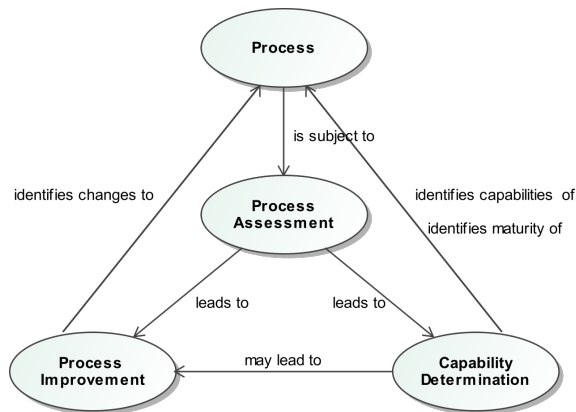 Process
is subject to
identifies changes to
identifies capabilities of
identifies maturity of
Process
Assessment
leads to
leads to
Process
Improvement
may lead to
Capability
Determination